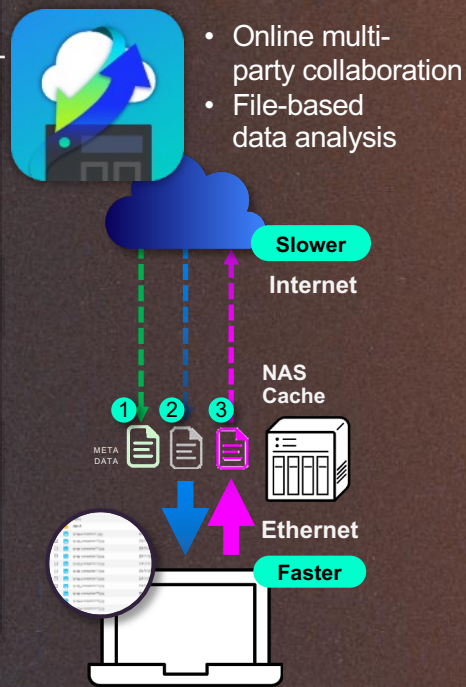 • Online multi-
party collaboration
• File-based
data analysis
Slower
Internet
NAS
Cache
1 2 3
META
DATA
Ethernet
Faster